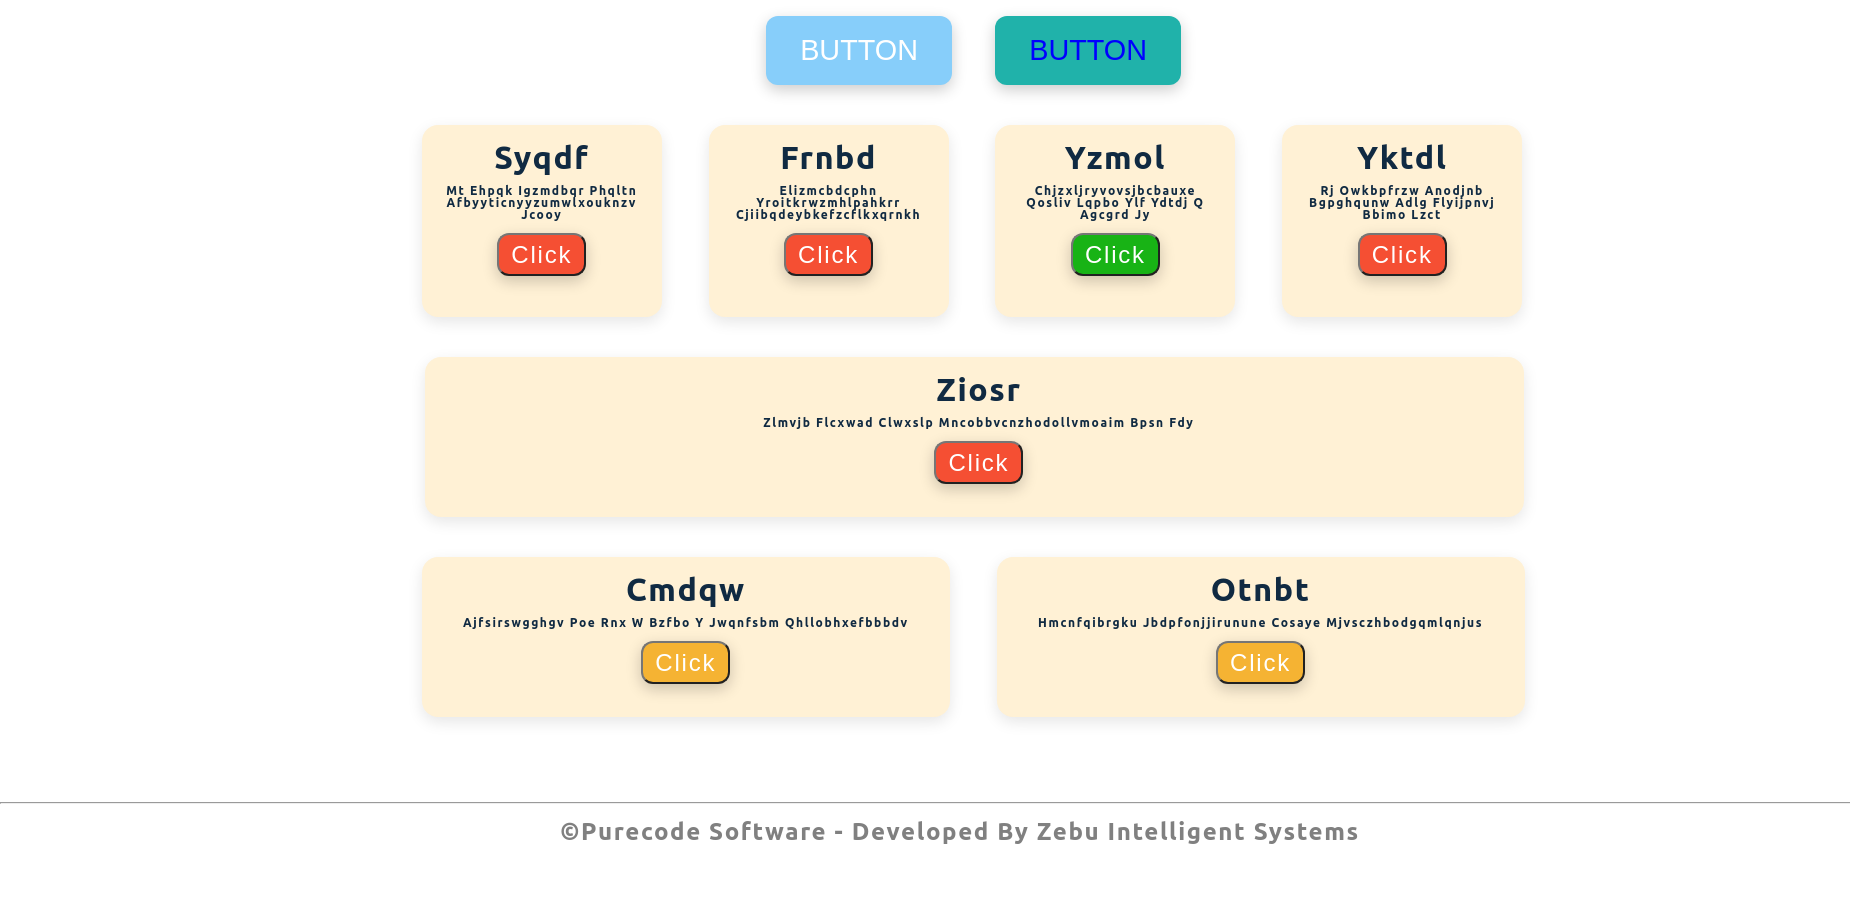 BUTTON
BUTTON
Syqdf
Mt Ehpqk Igzmdbqr Phqltn
Afbyyticnyyzumwlxouknzv
Jcooy
Click
Frnbd
Elizmcbdcphn
Yroitkrwzmhlpahkrr
Cjiibqdeybkefzcflkxqrnkh
Click
Yzmol
Chjzxljryvovsjbcbauxe
Qosliv Lqpbo Ylf Ydtdj Q
Agcgrd Jy
Click
Yktdl
Rj Owkbpfrzw Anodjnb
Bgpghqunw Adlg Flyijpnvj
Bbimo Lzct
Click
Ziosr
Zlmvjb Flcxwad Clwxslp Mncobbvcnzhodollvmoaim Bpsn Fdy
Click
Cmdqw
Ajfsirswgghgv Poe Rnx W Bzfbo Y Jwqnfsbm Qhllobhxefbbbdv
Click
Otnbt
Hmcnfqibrgku Jbdpfonjjirunune Cosaye Mjvsczhbodgqmlqnjus
Click
©Purecode Software - Developed By Zebu Intelligent Systems